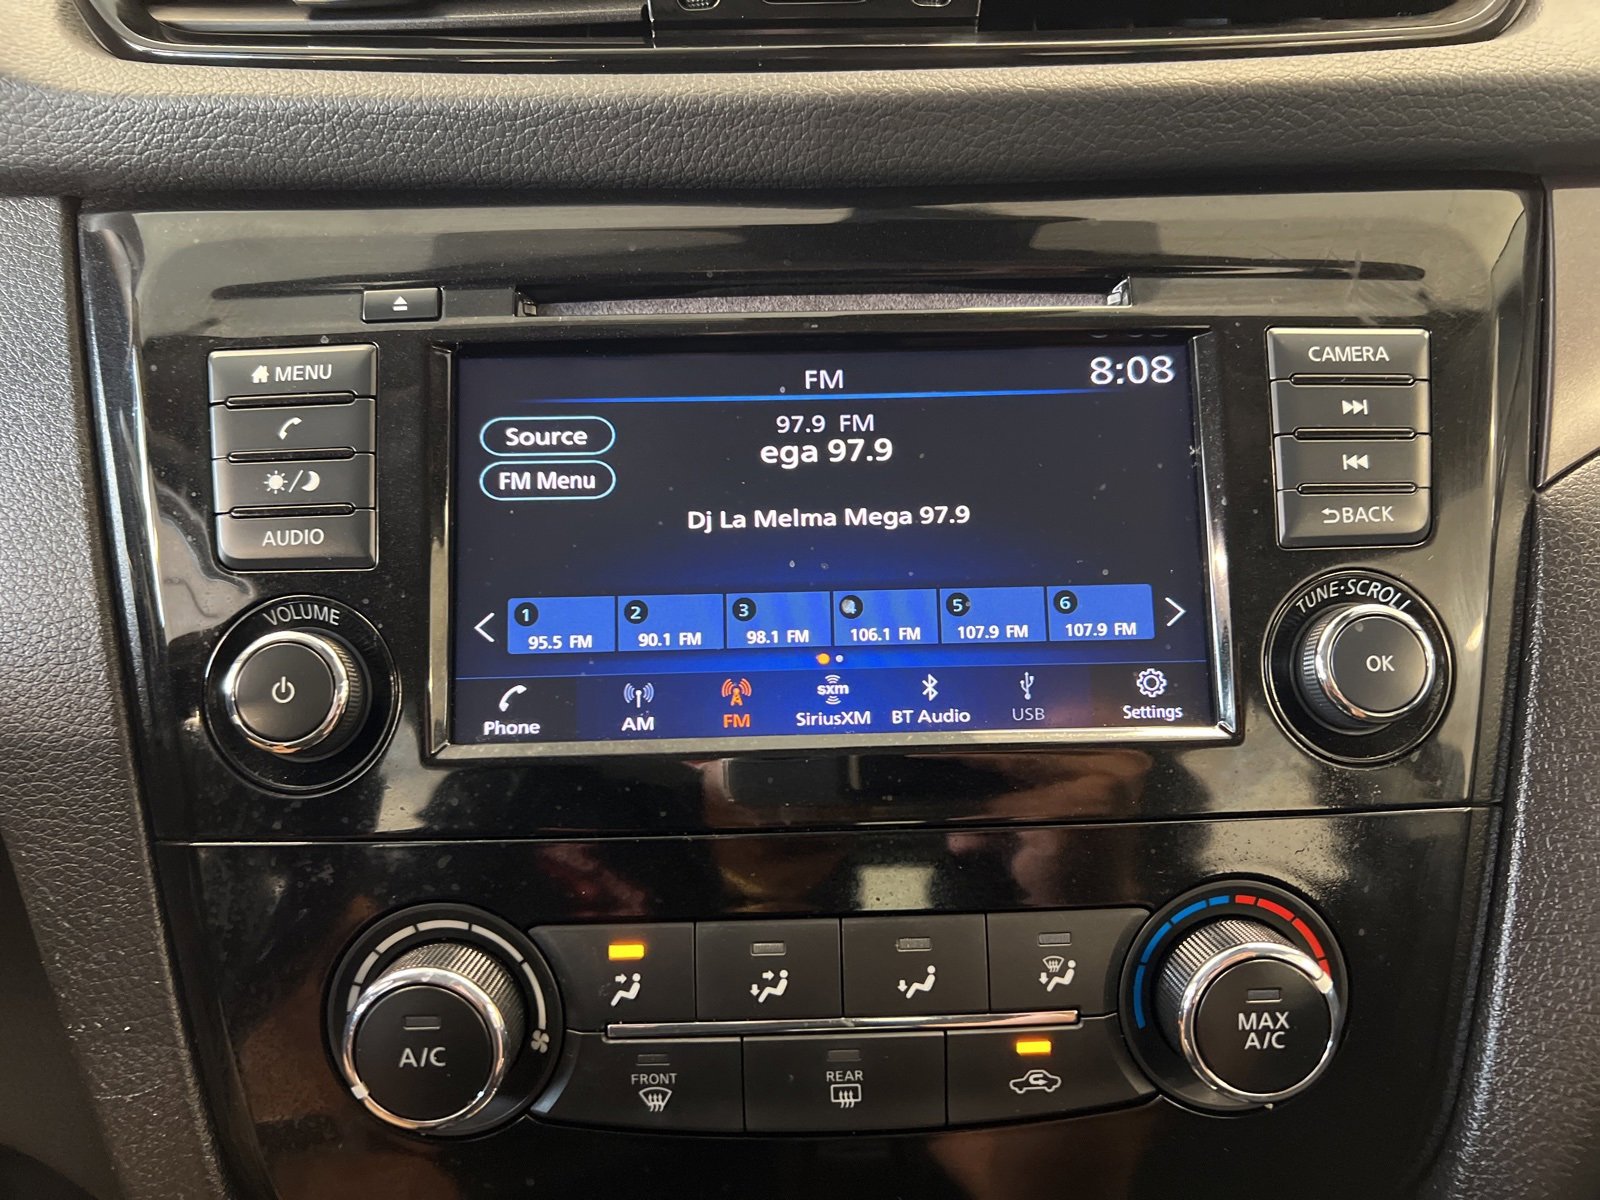 MENU
CAMERA
FM
8:08
Source
97.9 FM
ega 97.9
FM Menu
Dj La Melma Mega 97.9
AUDIO
BACK
VOLUME
TUNE·SCROLL
OK
1 2 3 4 5 6
95.5 FM 90.1 FM 98.1 FM 106.1 FM 107.9 FM 107.9 FM
sxm
Phone AM FM SiriusXM BT Audio USB Settings
A/C
MAX
A/C
FRONT
REAR